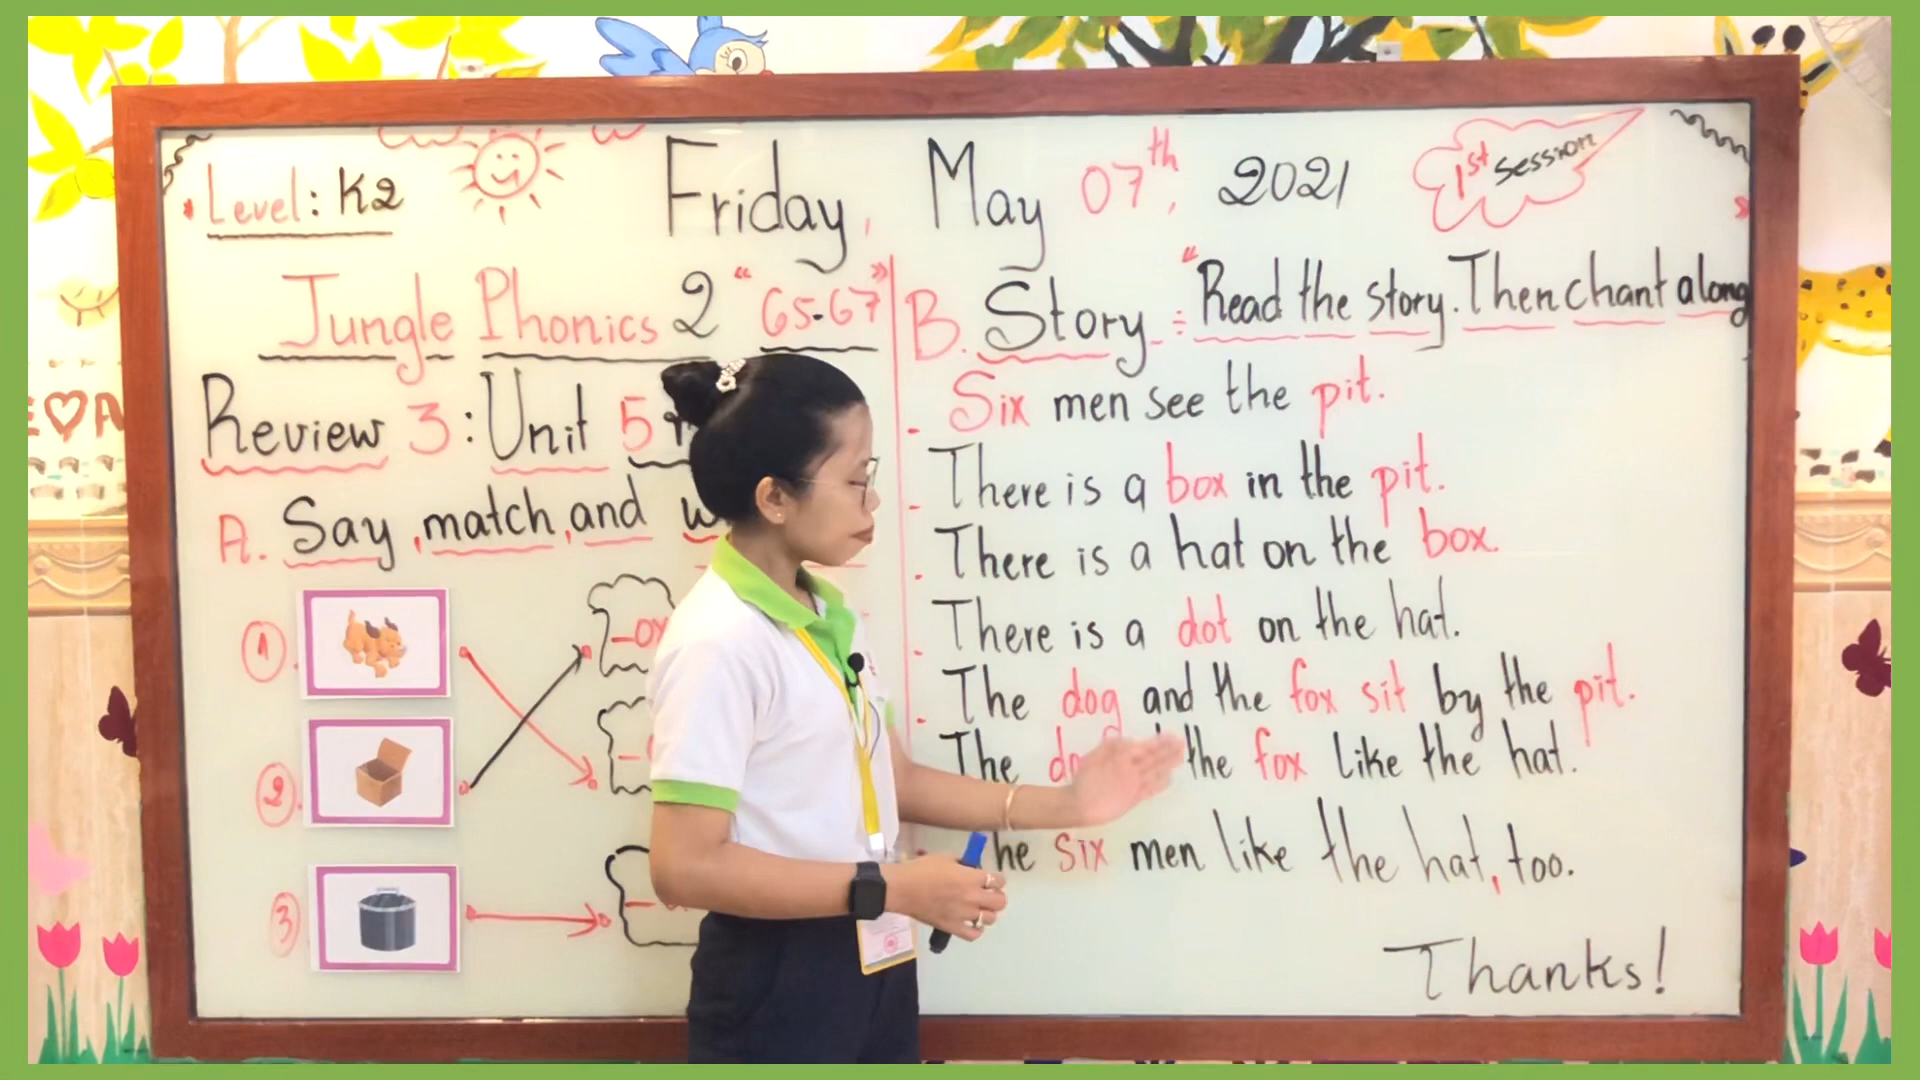 Level: K2
Friday, May 07th, 2021
1st Session
Jungle Phonics 2 "65-67"
Review 3: Unit 5
A. Say, match, and
1.
2.
3.
-ox
B. Story: "Read the story. Then chant along
- Six men see the pit.
- There is a box in the pit.
- There is a hat on the box.
- There is a dot on the hat.
- The dog and the fox sit by the pit.
The the fox like the hat.
six men like the hat, too.
Thanks!